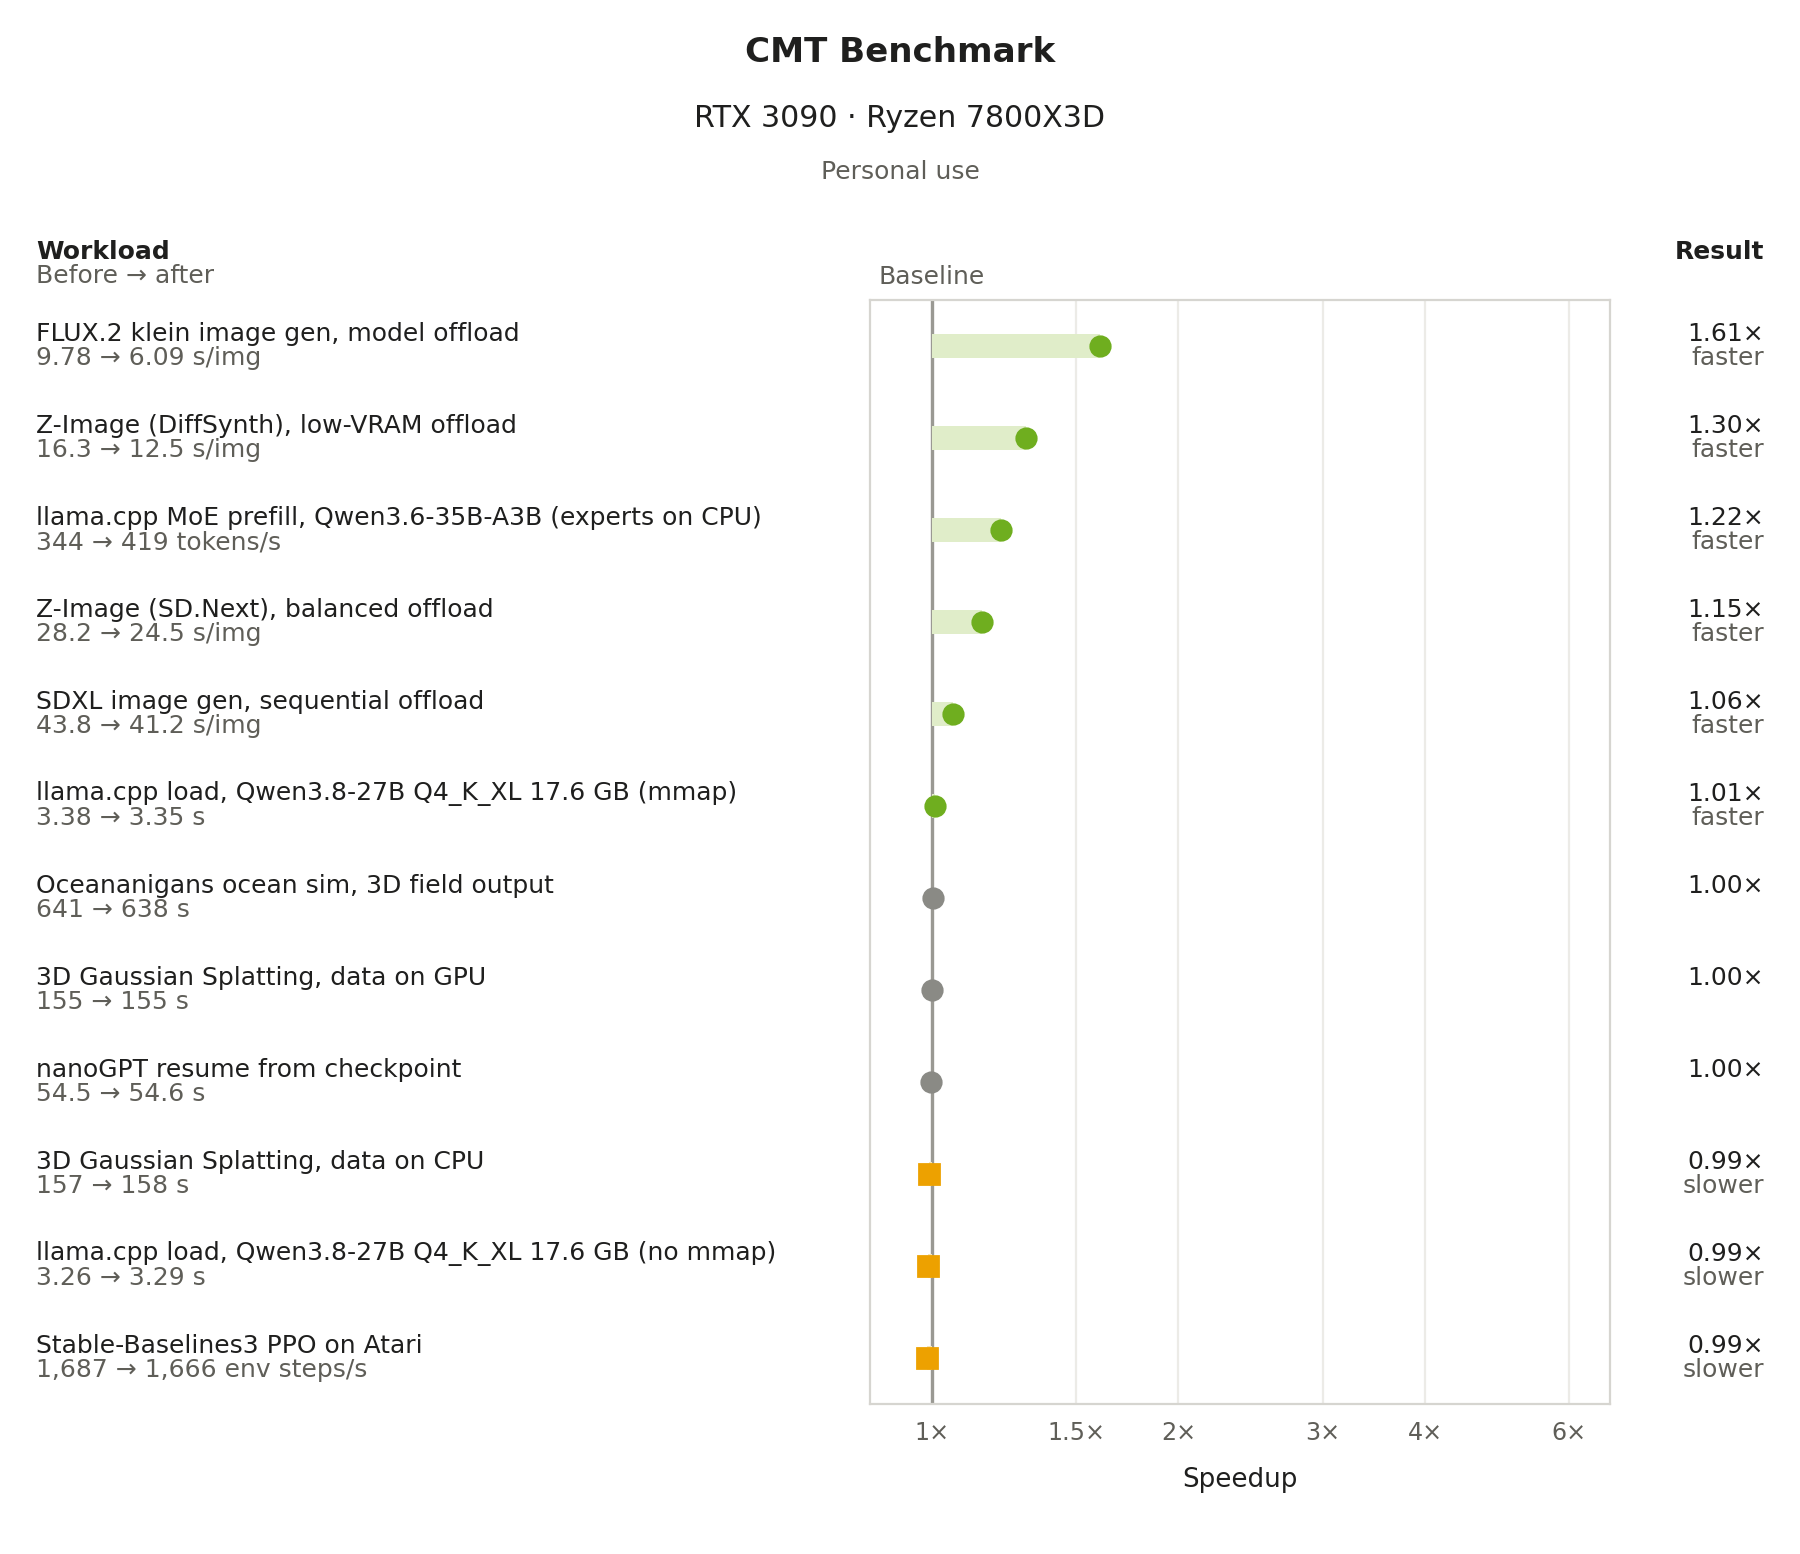 CMT Benchmark
RTX 3090 · Ryzen 7800X3D
Personal use
Workload
Before → after
Baseline
Result
FLUX.2 klein image gen, model offload
9.78 → 6.09 s/img
1.61×
faster
Z-Image (DiffSynth), low-VRAM offload
16.3 → 12.5 s/img
1.30×
faster
llama.cpp MoE prefill, Qwen3.6-35B-A3B (experts on CPU)
344 → 419 tokens/s
1.22×
faster
Z-Image (SD.Next), balanced offload
28.2 → 24.5 s/img
1.15×
faster
SDXL image gen, sequential offload
43.8 → 41.2 s/img
1.06×
faster
llama.cpp load, Qwen3.8-27B Q4_K_XL 17.6 GB (mmap)
3.38 → 3.35 s
1.01×
faster
Oceananigans ocean sim, 3D field output
641 → 638 s
1.00×
3D Gaussian Splatting, data on GPU
155 → 155 s
1.00×
nanoGPT resume from checkpoint
54.5 → 54.6 s
1.00×
3D Gaussian Splatting, data on CPU
157 → 158 s
0.99×
slower
llama.cpp load, Qwen3.8-27B Q4_K_XL 17.6 GB (no mmap)
3.26 → 3.29 s
0.99×
slower
Stable-Baselines3 PPO on Atari
1,687 → 1,666 env steps/s
0.99×
slower
1× 1.5× 2× 3× 4× 6×
Speedup